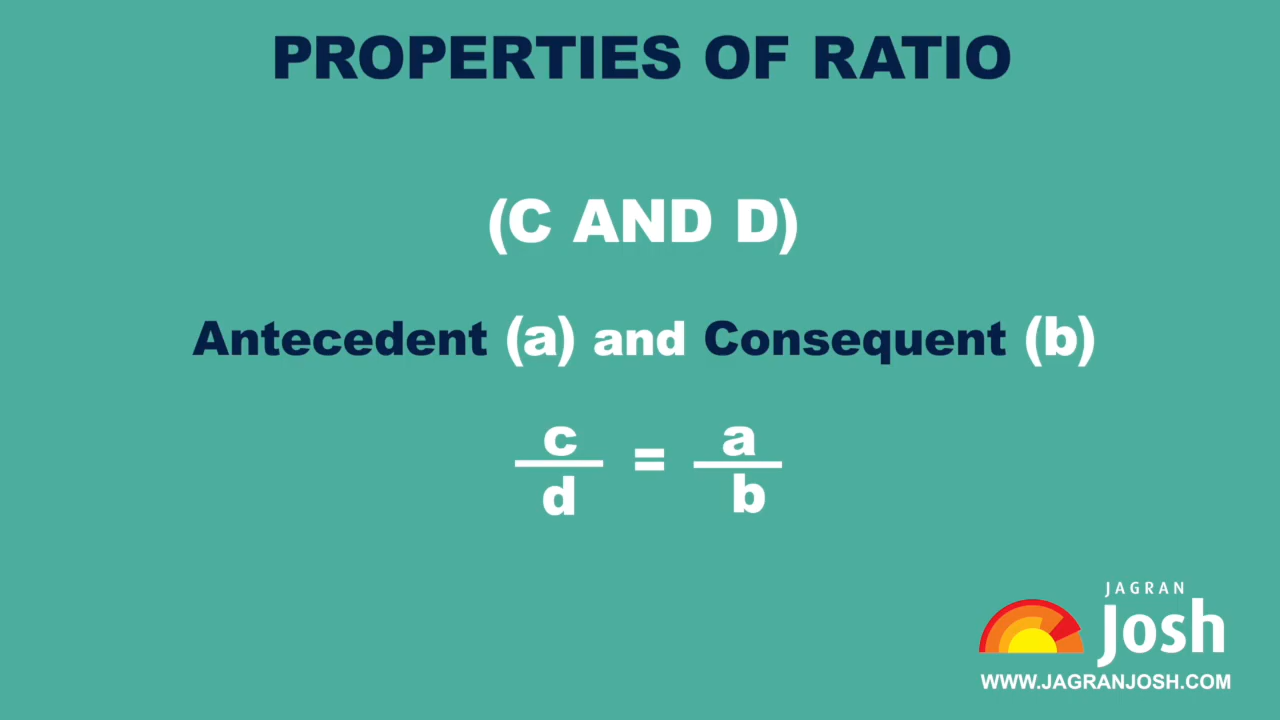 PROPERTIES OF RATIO
(C AND D)
Antecedent (a) and Consequent (b)
c/d = a/b
JAGRAN
Josh
WWW.JAGRANJOSH.COM